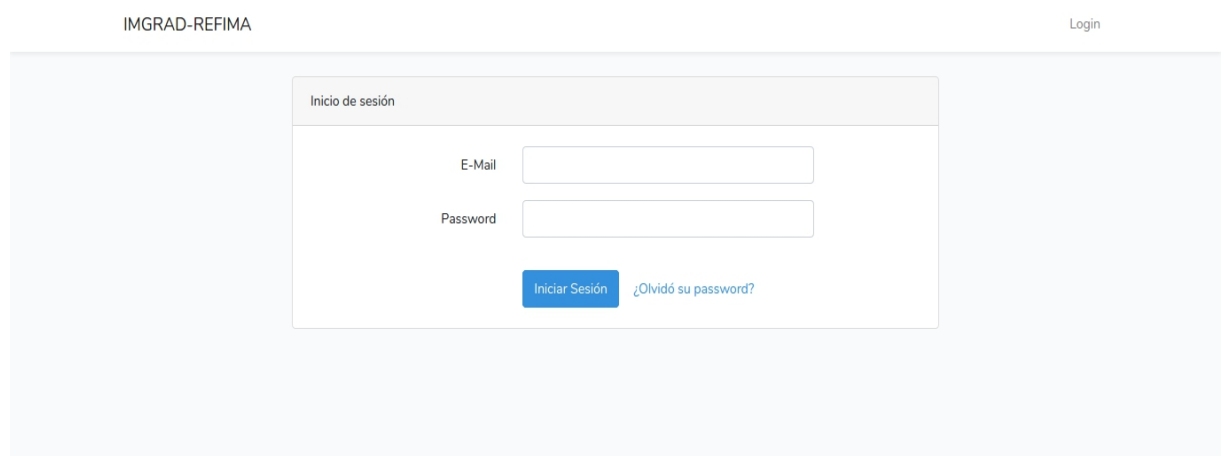 IMGRAD-REFIMA Login
Inicio de sesión
E-Mail
Password
Iniciar Sesión ¿Olvidó su password?